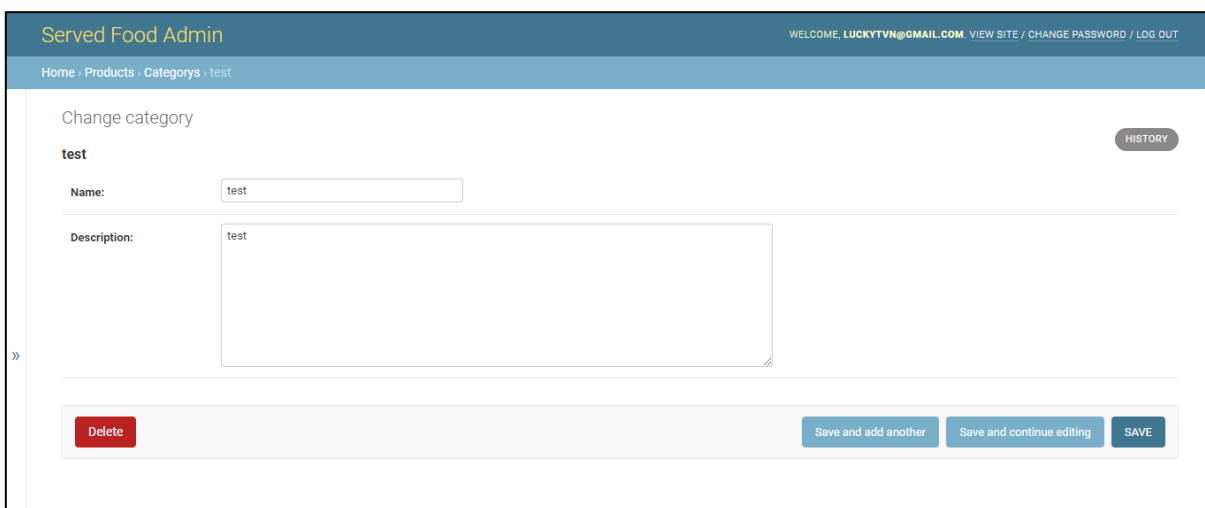 Served Food Admin
WELCOME, LUCKYTVN@GMAIL.COM. VIEW SITE / CHANGE PASSWORD / LOG OUT
Home › Products › Categorys › test
Change category
HISTORY
test
Name: test
Description: test
»
Delete Save and add another Save and continue editing SAVE